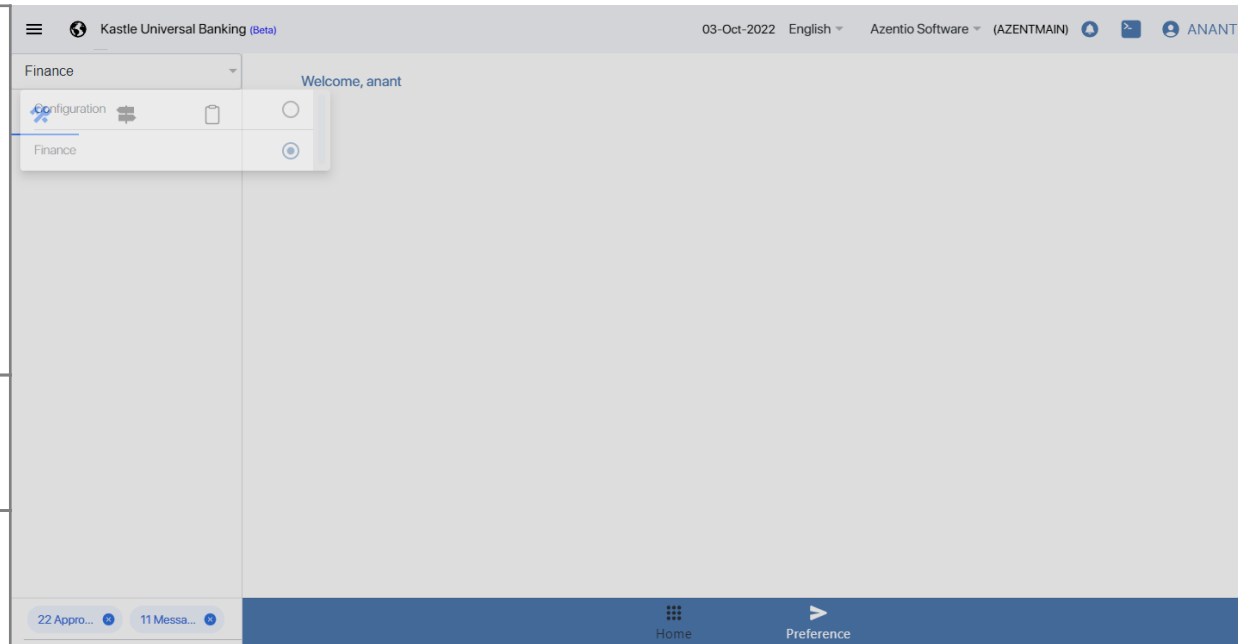 Kastle Universal Banking (Beta)
03-Oct-2022 English Azentio Software (AZENTMAIN) ANANT
Finance
Welcome, anant
Configuration
Finance
22 Appro... 11 Messa...
Home Preference